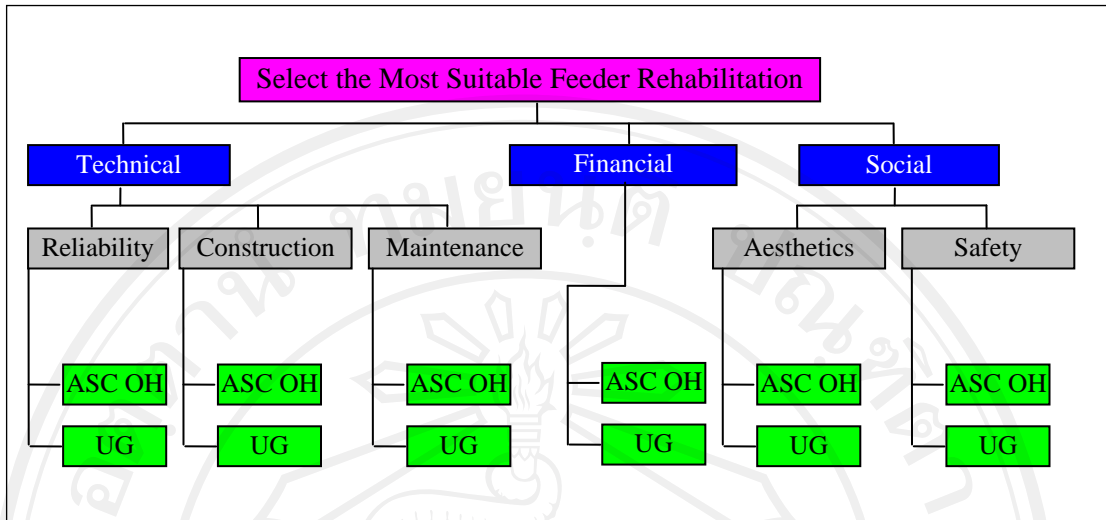 Select the Most Suitable Feeder Rehabilitation
Technical
Financial
Social
Reliability
Construction
Maintenance
Aesthetics
Safety
ASC OH
ASC OH
ASC OH
ASC OH
ASC OH
ASC OH
UG
UG
UG
UG
UG
UG